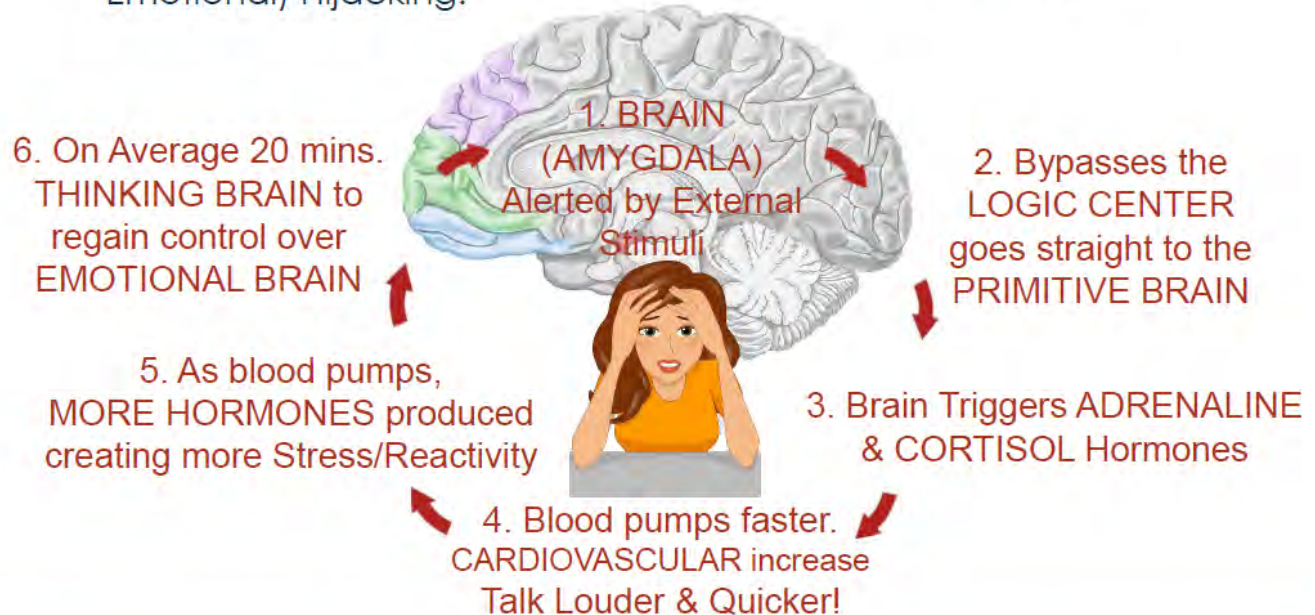 Emotional) Hijacking!
1. BRAIN
(AMYGDALA)
Alerted by External
Stimuli
2. Bypasses the
LOGIC CENTER
goes straight to the
PRIMITIVE BRAIN
3. Brain Triggers ADRENALINE
& CORTISOL Hormones
4. Blood pumps faster.
CARDIOVASCULAR increase
Talk Louder & Quicker!
5. As blood pumps,
MORE HORMONES produced
creating more Stress/Reactivity
6. On Average 20 mins.
THINKING BRAIN to
regain control over
EMOTIONAL BRAIN